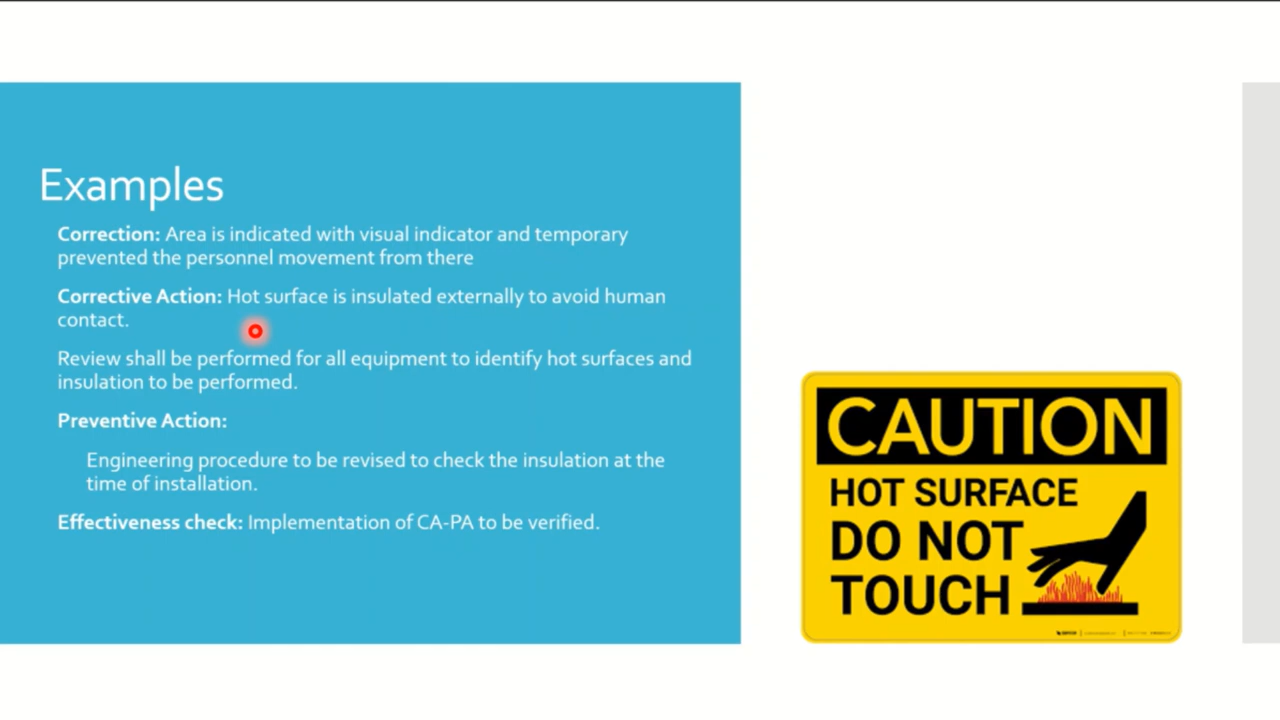 Examples
Correction: Area is indicated with visual indicator and temporary
prevented the personnel movement from there
Corrective Action: Hot surface is insulated externally to avoid human
contact.
Review shall be performed for all equipment to identify hot surfaces and
insulation to be performed.
Preventive Action:
Engineering procedure to be revised to check the insulation at the
time of installation.
Effectiveness check: Implementation of CA-PA to be verified.
CAUTION
HOT SURFACE
DO NOT
TOUCH